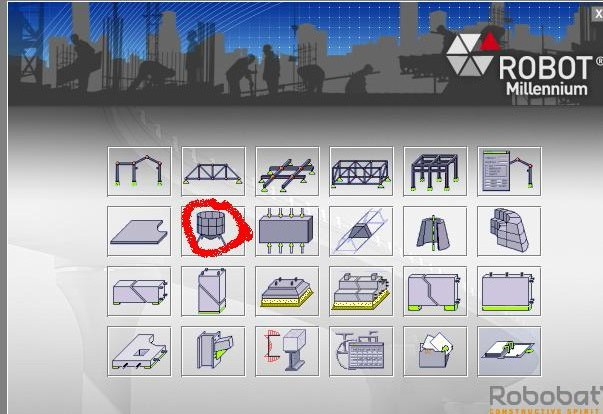 X
ROBOT®
Millennium
Robobat
CONSTRUCTIVE SPIRIT